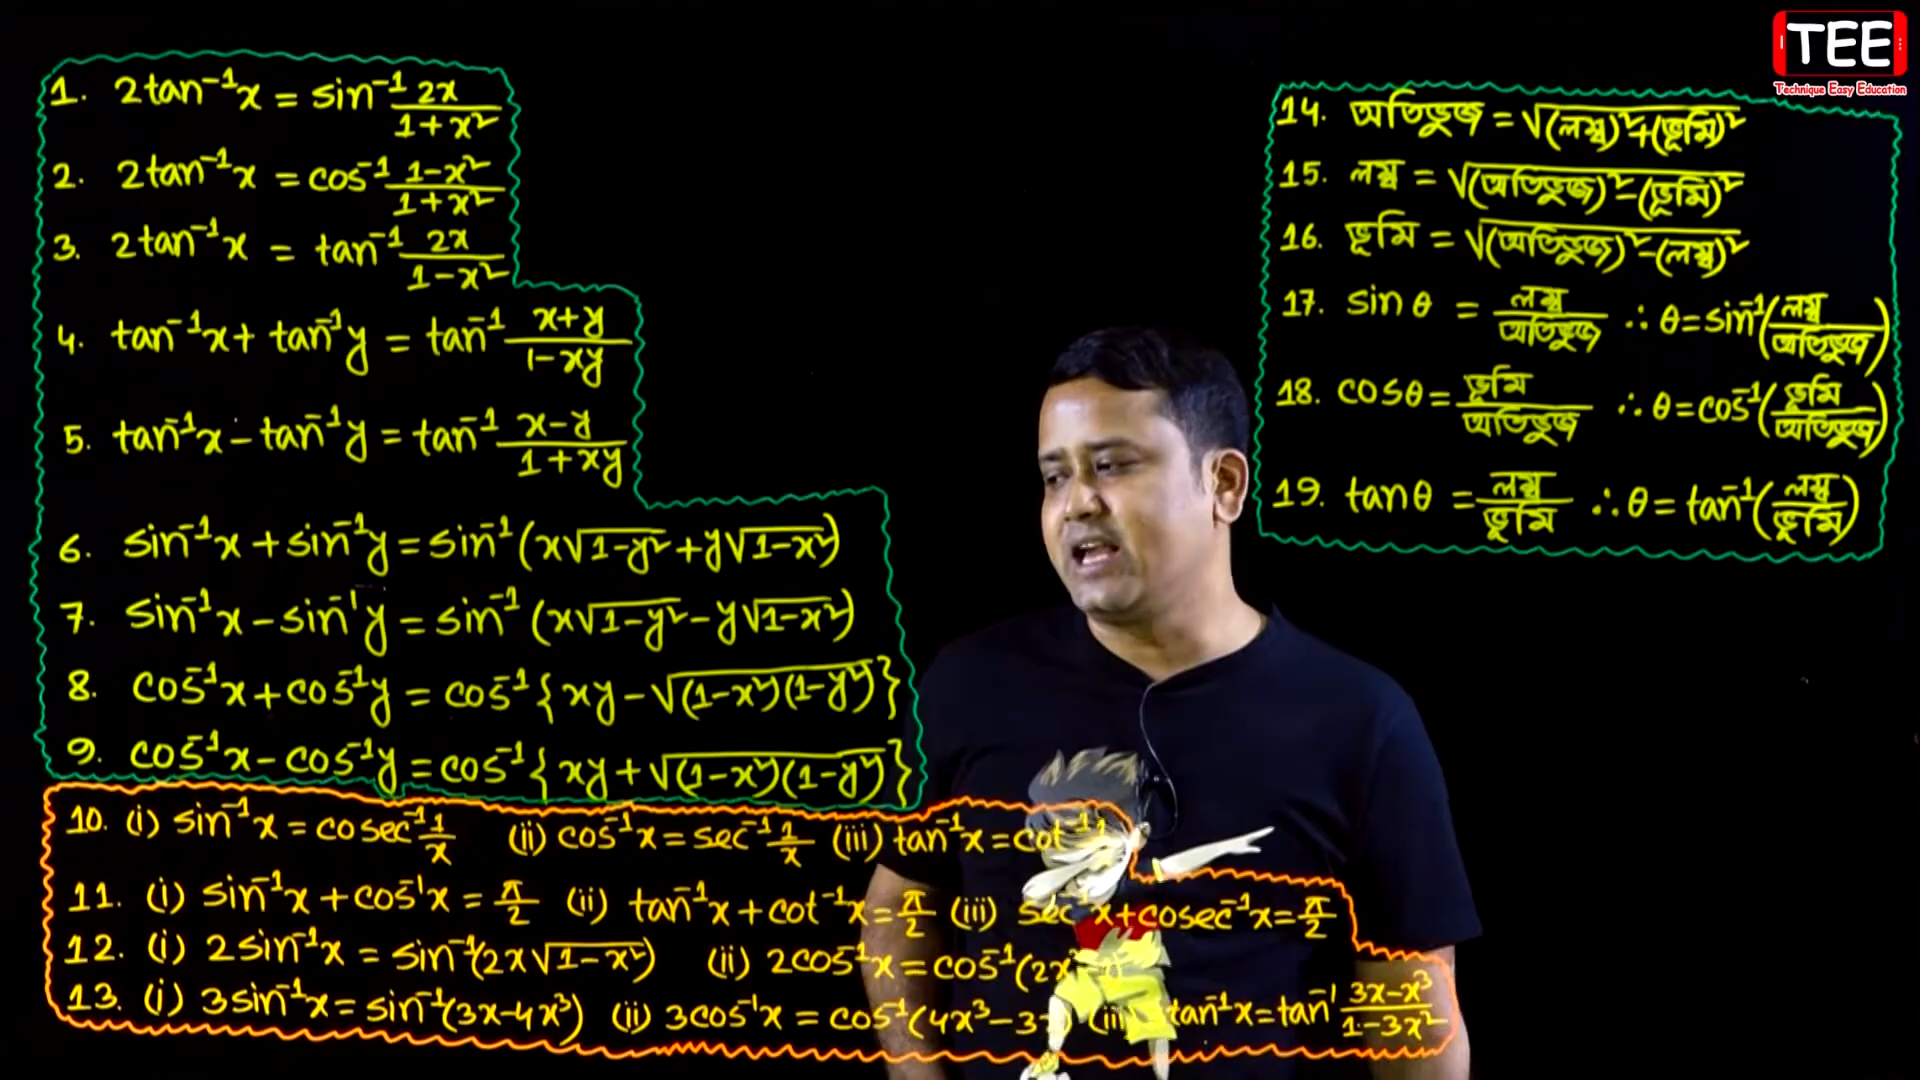 TEE
Technique Easy Education
1. 2tan⁻¹x = sin⁻¹ 2x/(1+x²)
2. 2tan⁻¹x = cos⁻¹ (1-x²)/(1+x²)
3. 2tan⁻¹x = tan⁻¹ 2x/(1-x²)
4. tan⁻¹x + tan⁻¹y = tan⁻¹ (x+y)/(1-xy)
5. tan⁻¹x - tan⁻¹y = tan⁻¹ (x-y)/(1+xy)
6. sin⁻¹x + sin⁻¹y = sin⁻¹(x√(1-y²) + y√(1-x²))
7. sin⁻¹x - sin⁻¹y = sin⁻¹(x√(1-y²) - y√(1-x²))
8. cos⁻¹x + cos⁻¹y = cos⁻¹{xy - √((1-x²)(1-y²))}
9. cos⁻¹x - cos⁻¹y = cos⁻¹{xy + √((1-x²)(1-y²))}
10. (i) sin⁻¹x = cosec⁻¹ 1/x (ii) cos⁻¹x = sec⁻¹ 1/x (iii) tan⁻¹x = cot⁻¹
11. (i) sin⁻¹x + cos⁻¹x = π/2 (ii) tan⁻¹x + cot⁻¹x = π/2 (iii) sec⁻¹x + cosec⁻¹x = π/2
12. (i) 2sin⁻¹x = sin⁻¹(2x√(1-x²)) (ii) 2cos⁻¹x = cos⁻¹(2x
13. (i) 3sin⁻¹x = sin⁻¹(3x-4x³) (ii) 3cos⁻¹x = cos⁻¹(4x³-3 tan⁻¹x = tan⁻¹ (3x-x³)/(1-3x²)
14. অতিভুজ = √((লম্ব)²+(ভূমি)²)
15. লম্ব = √((অতিভুজ)²-(ভূমি)²)
16. ভূমি = √((অতিভুজ)²-(লম্ব)²)
17. sin θ = লম্ব/অতিভুজ ∴ θ = sin⁻¹(লম্ব/অতিভুজ)
18. cosθ = ভূমি/অতিভুজ ∴ θ = cos⁻¹(ভূমি/অতিভুজ)
19. tanθ = লম্ব/ভূমি ∴ θ = tan⁻¹(লম্ব/ভূমি)